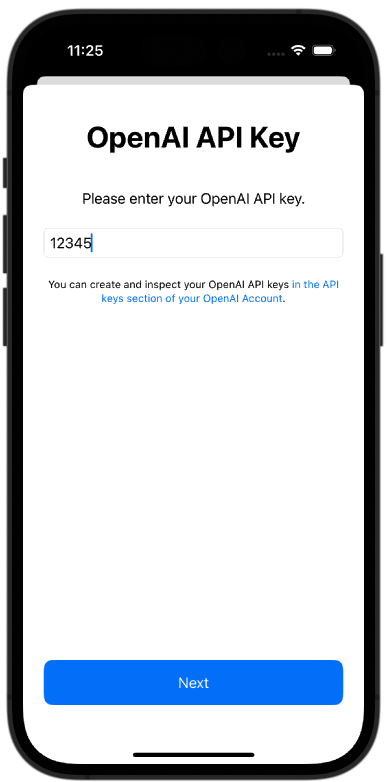 11:25
OpenAI API Key
Please enter your OpenAI API key.
12345
You can create and inspect your OpenAI API keys in the API
keys section of your OpenAI Account.
Next